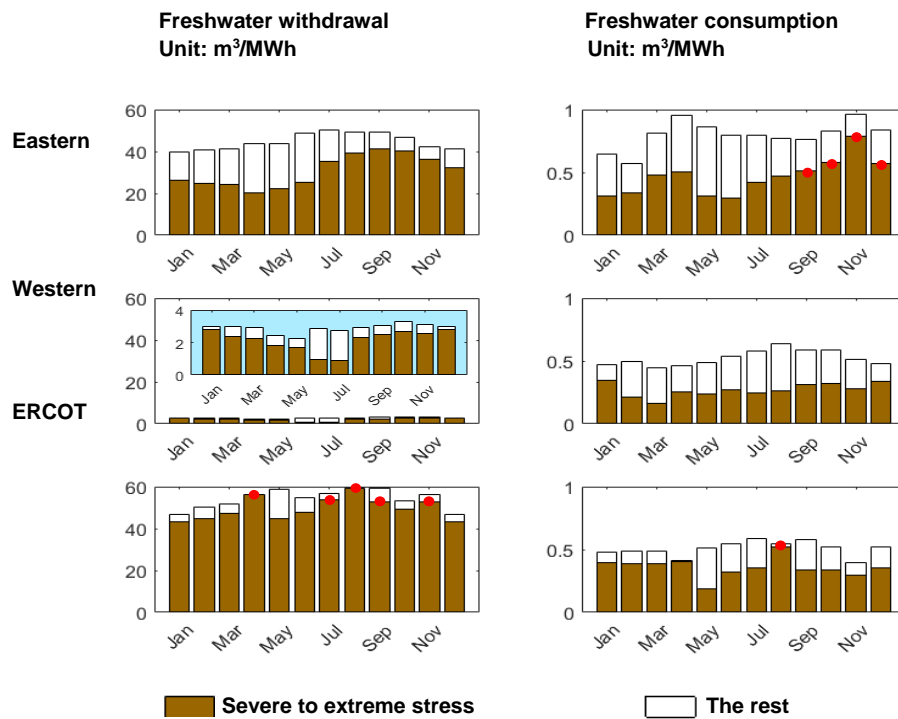 Freshwater withdrawal
Unit: m³/MWh
Freshwater consumption
Unit: m³/MWh
Eastern
60
40
20
0
Jan Mar May Jul Sep Nov
1
0.5
0
Jan Mar May Jul Sep Nov
Western
60
40
20
0
Jan Mar May Jul Sep Nov
4
2
0
Jan Mar May Jul Sep Nov
1
0.5
0
Jan Mar May Jul Sep Nov
ERCOT
60
40
20
0
Jan Mar May Jul Sep Nov
1
0.5
0
Jan Mar May Jul Sep Nov
Severe to extreme stress
The rest